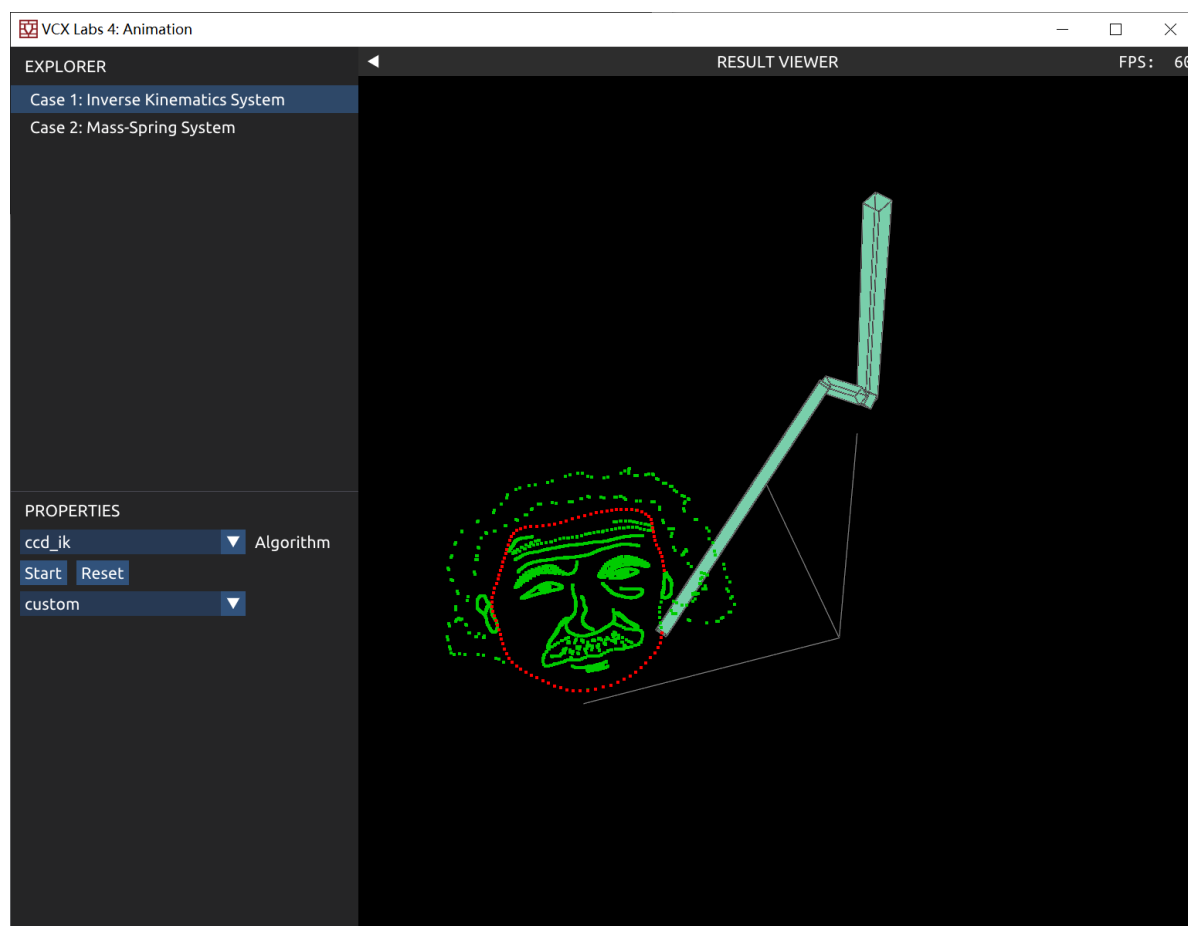 VCX Labs 4: Animation
EXPLORER
Case 1: Inverse Kinematics System
Case 2: Mass-Spring System
RESULT VIEWER
FPS: 60
PROPERTIES
ccd_ik
Algorithm
Start Reset
custom